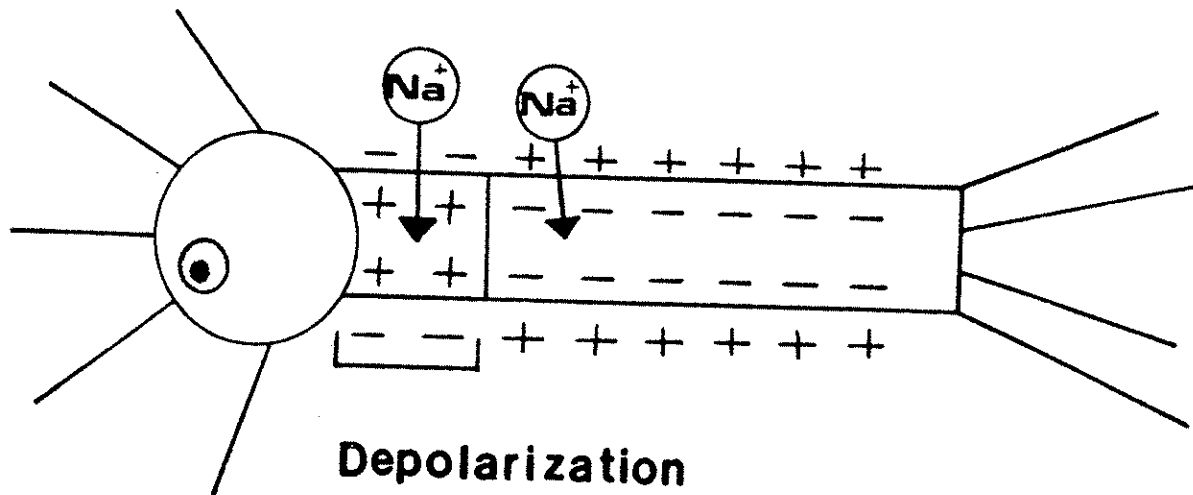 Na+ Na+
− − + + + + + +
+ + − − − − − −
+ + − − − − − −
− − + + + + + +
Depolarization